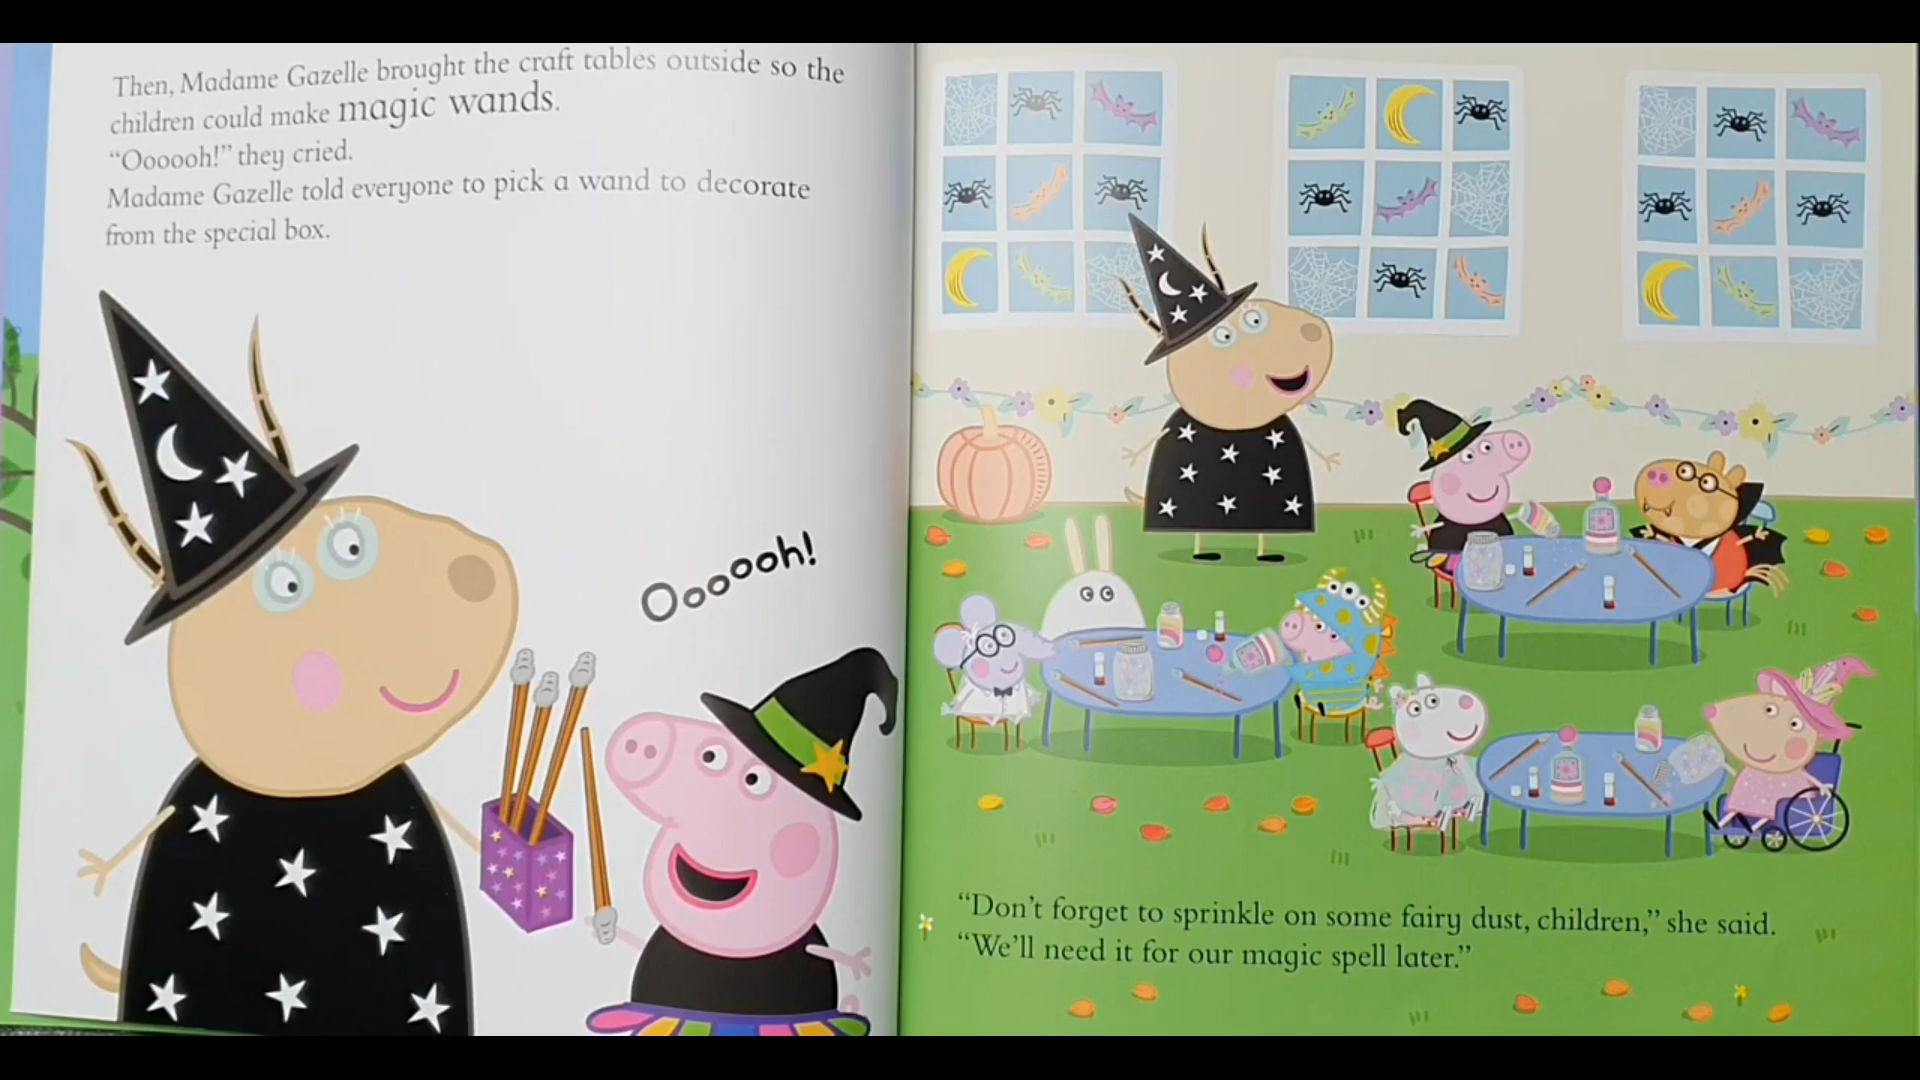 Then, Madame Gazelle brought the craft tables outside so the
children could make magic wands.
“Oooooh!” they cried.
Madame Gazelle told everyone to pick a wand to decorate
from the special box.
Oooooh!
“Don’t forget to sprinkle on some fairy dust, children,” she said.
“We’ll need it for our magic spell later.”